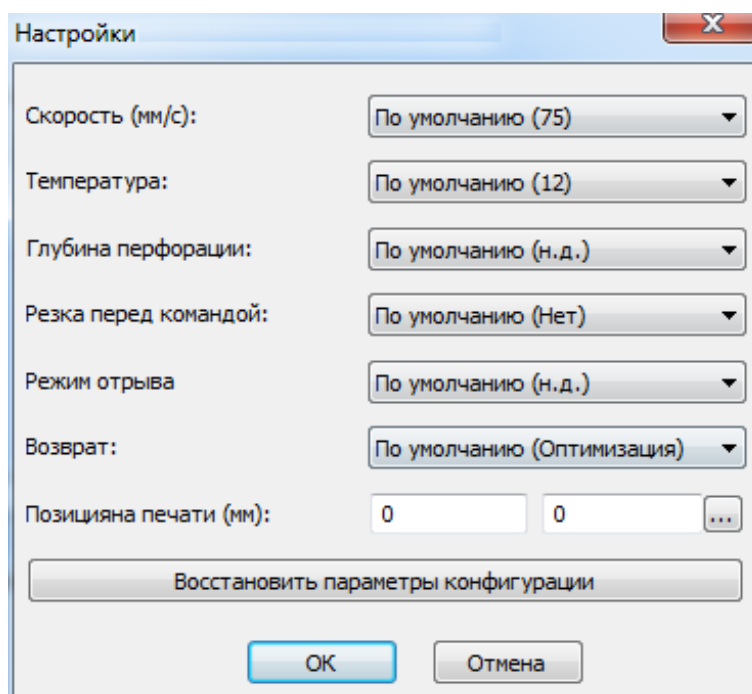 Настройки
Скорость (мм/с): По умолчанию (75)
Температура: По умолчанию (12)
Глубина перфорации: По умолчанию (н.д.)
Резка перед командой: По умолчанию (Нет)
Режим отрыва По умолчанию (н.д.)
Возврат: По умолчанию (Оптимизация)
Позицияна печати (мм): 0 0 ...
Восстановить параметры конфигурации
ОК Отмена